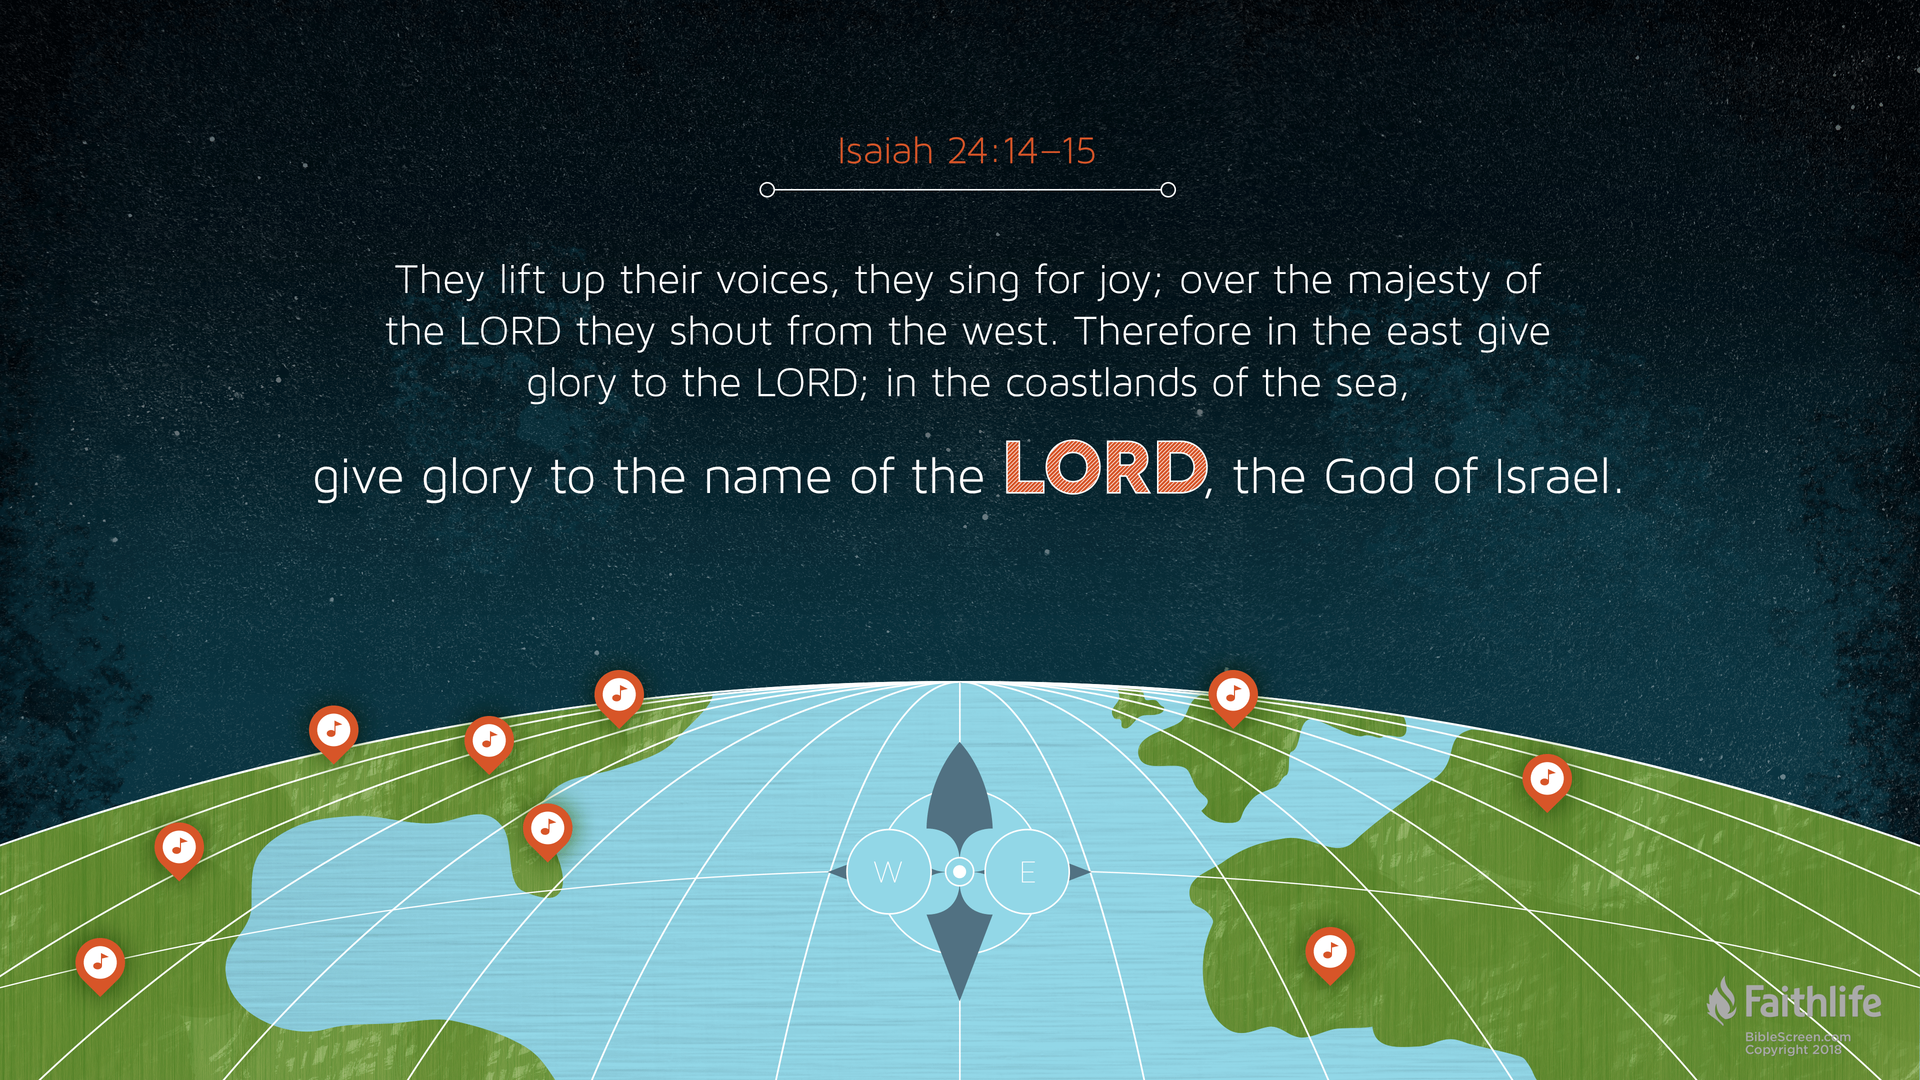 Isaiah 24:14–15
They lift up their voices, they sing for joy; over the majesty of
the LORD they shout from the west. Therefore in the east give
glory to the LORD; in the coastlands of the sea,
give glory to the name of the LORD, the God of Israel.
W
E
Faithlife
BibleScreen.com
Copyright 2018